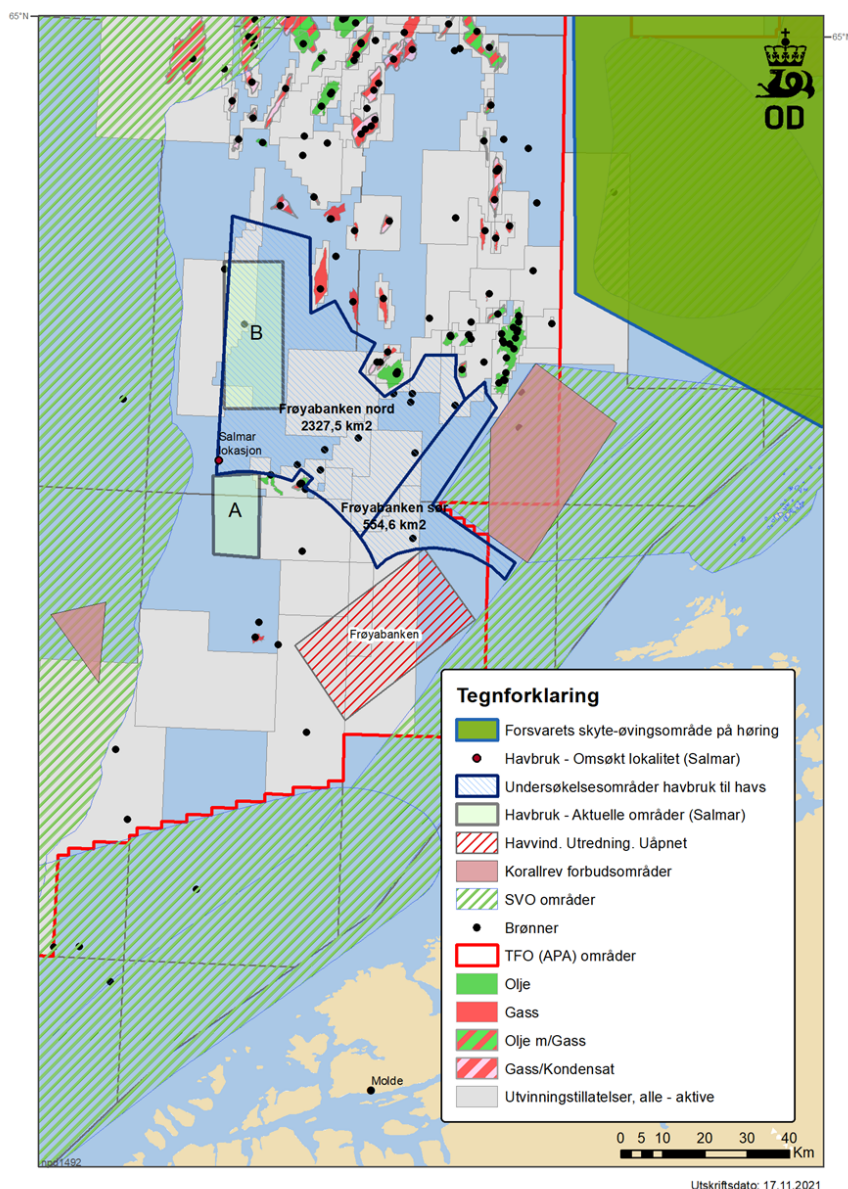 65°N
65°N
OD
B
Frøyabanken nord
2327,5 km2
Salmar
lokasjon
A
Frøyabanken sør
554,6 km2
Frøyabanken
Tegnforklaring
Forsvarets skyte-øvingsområde på høring
Havbruk - Omsøkt lokalitet (Salmar)
Undersøkelsesområder havbruk til havs
Havbruk - Aktuelle områder (Salmar)
Havvind. Utredning. Uåpnet
Korallrev forbudsområder
SVO områder
Brønner
TFO (APA) områder
Olje
Gass
Olje m/Gass
Gass/Kondensat
Utvinningstillatelser, alle - aktive
Molde
0 5 10 20 30 40
Km
npd1492
Utskriftsdato: 17.11.2021